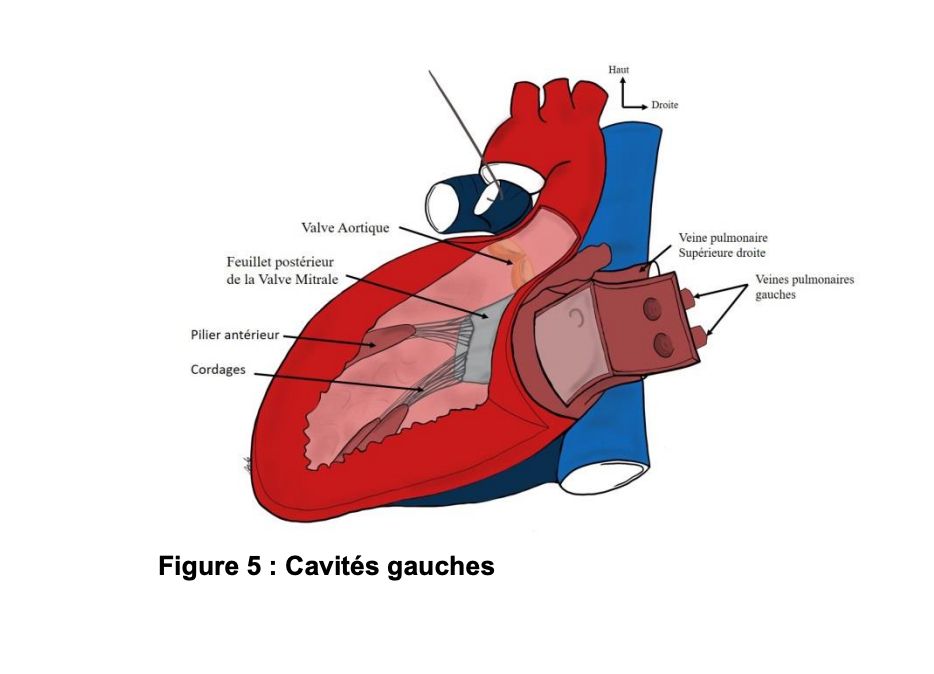 Haut
Droite
Valve Aortique
Feuillet postérieur
de la Valve Mitrale
Veine pulmonaire
Supérieure droite
Veines pulmonaires
gauches
Pilier antérieur
Cordages
Figure 5 : Cavités gauches